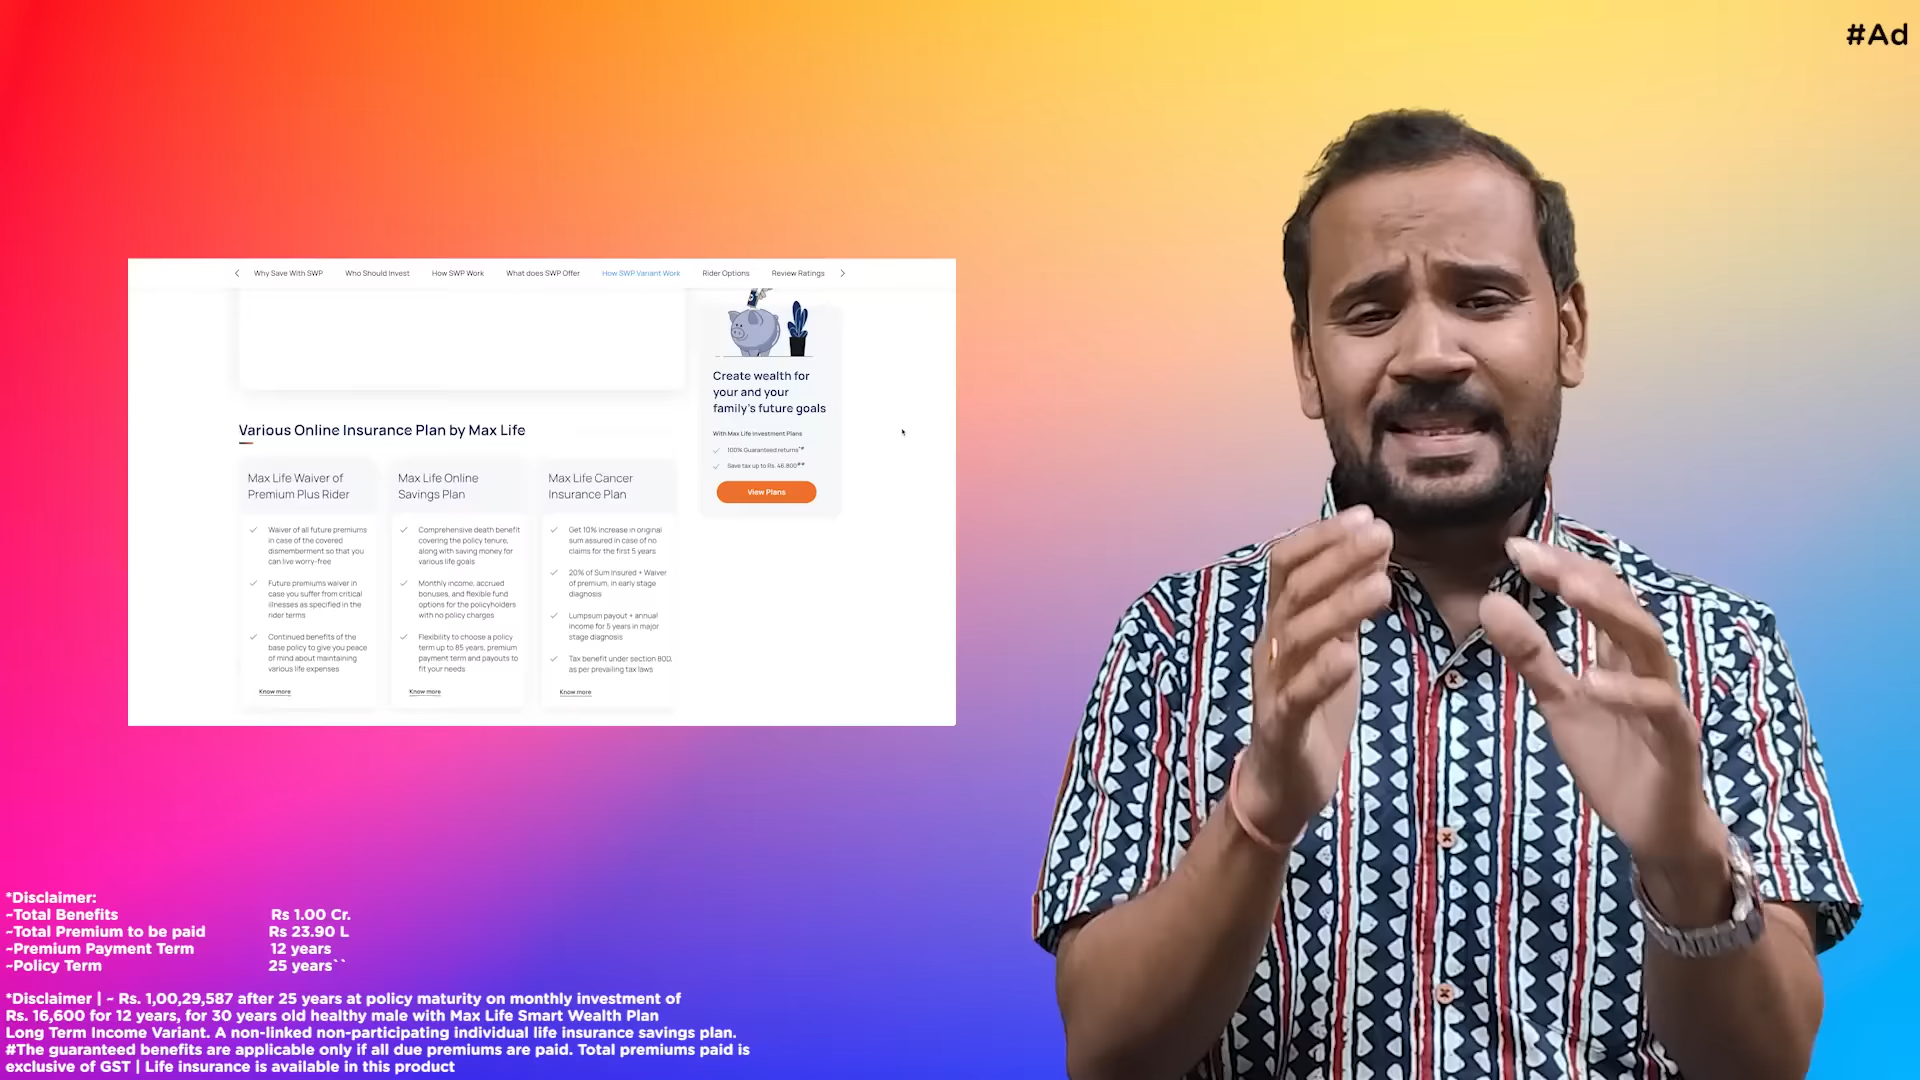 #Ad
Why Save With SWP
Who Should Invest
How SWP Work
What does SWP Offer
How SWP Variant Work
Rider Options
Review Ratings
Create wealth for
your and your
family's future goals
With Max Life Investment Plans
100% Guaranteed returns*#
Save tax up to Rs. 46,800##
View Plans
Various Online Insurance Plan by Max Life
Max Life Waiver of
Premium Plus Rider
Waiver of all future premiums
in case of the covered
dismemberment so that you
can live worry-free
Future premiums waiver in
case you suffer from critical
illnesses as specified in the
rider terms
Continued benefits of the
base policy to give you peace
of mind about maintaining
various life expenses
Know more
Max Life Online
Savings Plan
Comprehensive death benefit
covering the policy tenure,
along with saving money for
various life goals
Monthly income, accrued
bonuses, and flexible fund
options for the policyholders
with no policy charges
Flexibility to choose a policy
term up to 85 years, premium
payment term and payouts to
fit your needs
Know more
Max Life Cancer
Insurance Plan
Get 10% increase in original
sum assured in case of no
claims for the first 5 years
20% of Sum Insured + Waiver
of premium, in early stage
diagnosis
Lumpsum payout + annual
income for 5 years in major
stage diagnosis
Tax benefit under section 80D,
as per prevailing tax laws
Know more
*Disclaimer:
~Total Benefits Rs 1.00 Cr.
~Total Premium to be paid Rs 23.90 L
~Premium Payment Term 12 years
~Policy Term 25 years``
*Disclaimer | ~ Rs. 1,00,29,587 after 25 years at policy maturity on monthly investment of
Rs. 16,600 for 12 years, for 30 years old healthy male with Max Life Smart Wealth Plan
Long Term Income Variant. A non-linked non-participating individual life insurance savings plan.
#The guaranteed benefits are applicable only if all due premiums are paid. Total premiums paid is
exclusive of GST | Life insurance is available in this product